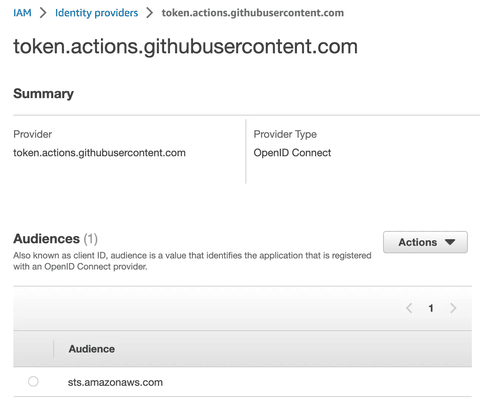 IAM > Identity providers > token.actions.githubusercontent.com
token.actions.githubusercontent.com
Summary
Provider
token.actions.githubusercontent.com
Provider Type
OpenID Connect
Audiences (1)
Actions
Also known as client ID, audience is a value that identifies the application that is registered
with an OpenID Connect provider.
< 1 >
Audience
sts.amazonaws.com